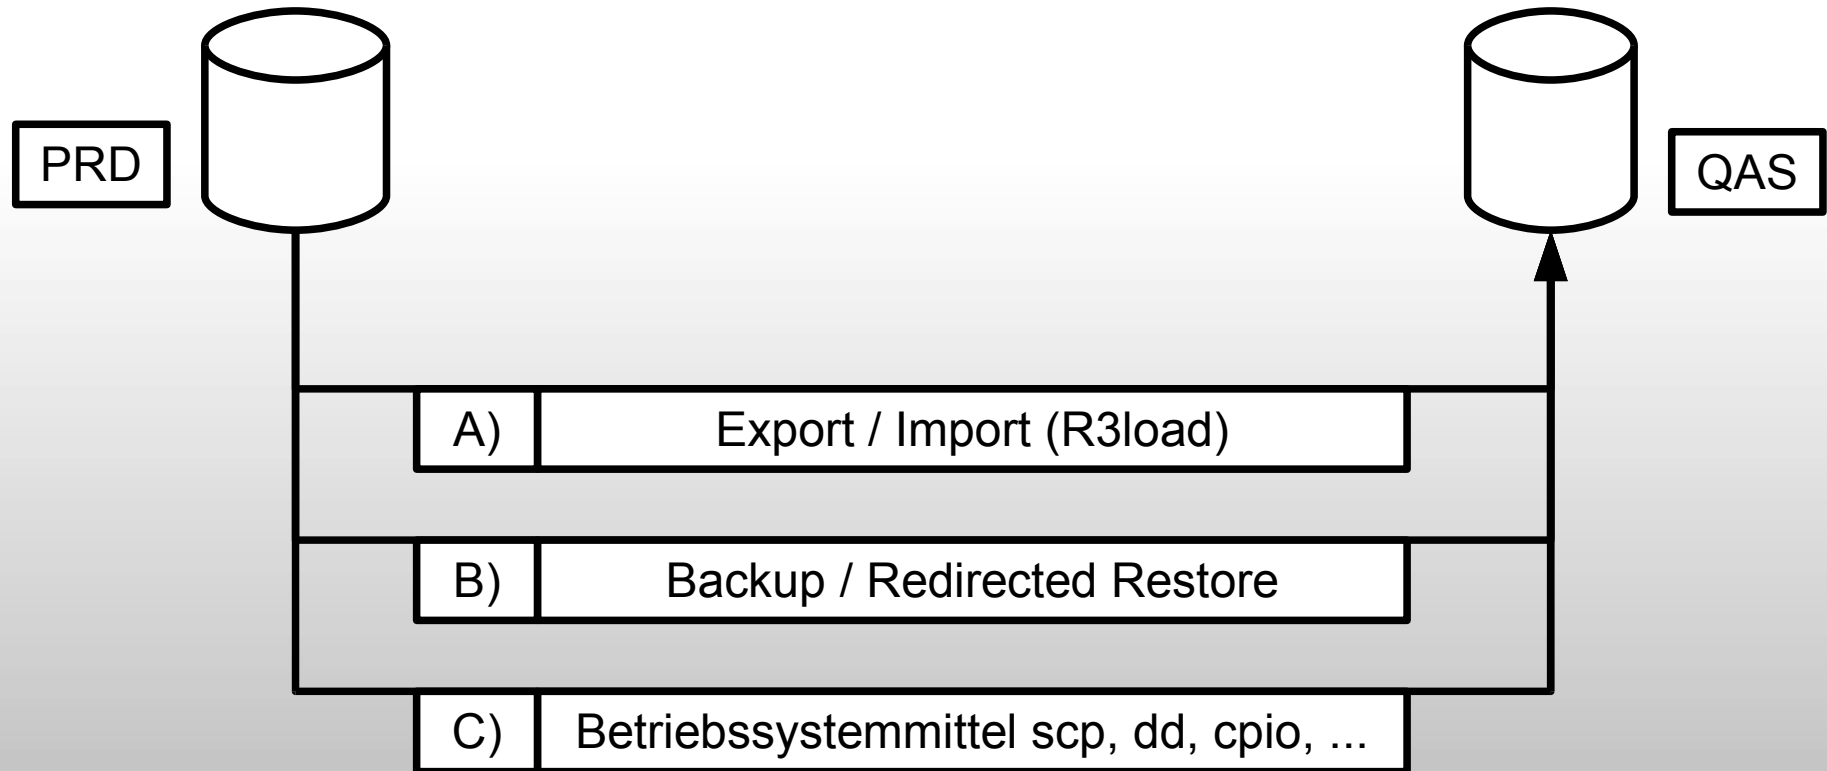 PRD
QAS
A) Export / Import (R3load)
B) Backup / Redirected Restore
C) Betriebssystemmittel scp, dd, cpio, ...